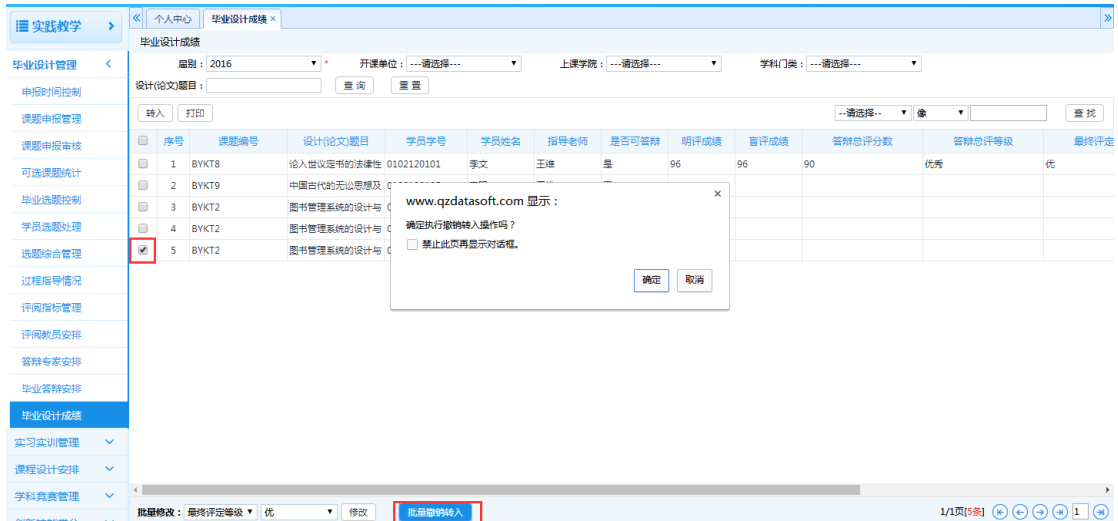 实践教学
个人中心 毕业设计成绩 ×
毕业设计成绩
毕业设计管理
届别：2016 * 开课单位：---请选择--- 上课学院：---请选择--- 学科门类：---请选择---
设计(论文)题目： 查询 重置
转入 打印 --请选择-- 像 查找
序号 课题编号 设计(论文)题目 学员学号 学员姓名 指导老师 是否可答辩 明评成绩 盲评成绩 答辩总评分数 答辩总评等级 最终评定
1 BYKT8 论入世议定书的法律性 0102120101 李文 王维 是 96 96 90 优秀 优
2 BYKT9 中国古代的无讼思想及
3 BYKT2 图书管理系统的设计与
4 BYKT2 图书管理系统的设计与
5 BYKT2 图书管理系统的设计与
www.qzdatasoft.com 显示：
确定执行撤销转入操作吗？
禁止此页再显示对话框。
确定 取消
申报时间控制
课题申报管理
课题申报审核
可选课题统计
毕业选题控制
学员选题处理
选题综合管理
过程指导情况
评阅指标管理
评阅教员安排
答辩专家安排
毕业答辩安排
毕业设计成绩
实习实训管理
课程设计安排
学科竞赛管理
批量修改：最终评定等级 优 修改 批量撤销转入 1/1页[5条] 1